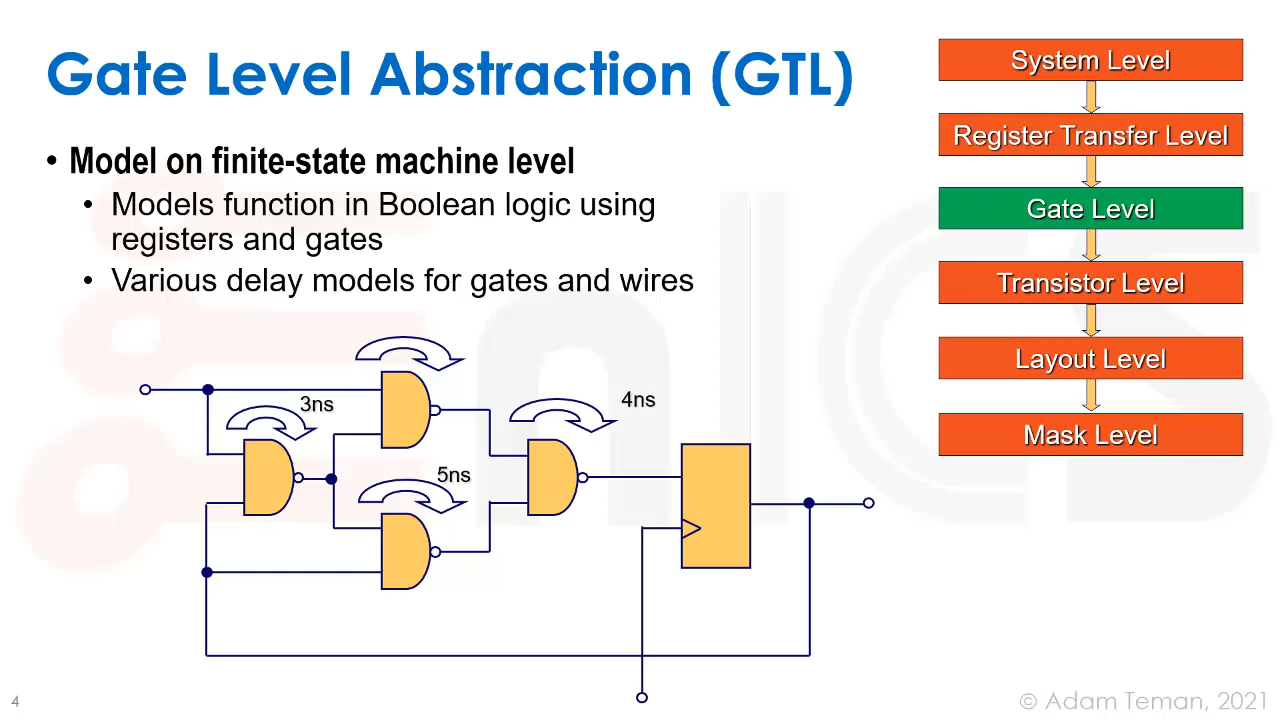 Gate Level Abstraction (GTL)
• Model on finite-state machine level
• Models function in Boolean logic using
registers and gates
• Various delay models for gates and wires
System Level
Register Transfer Level
Gate Level
Transistor Level
Layout Level
Mask Level
3ns
4ns
5ns
4
© Adam Teman, 2021